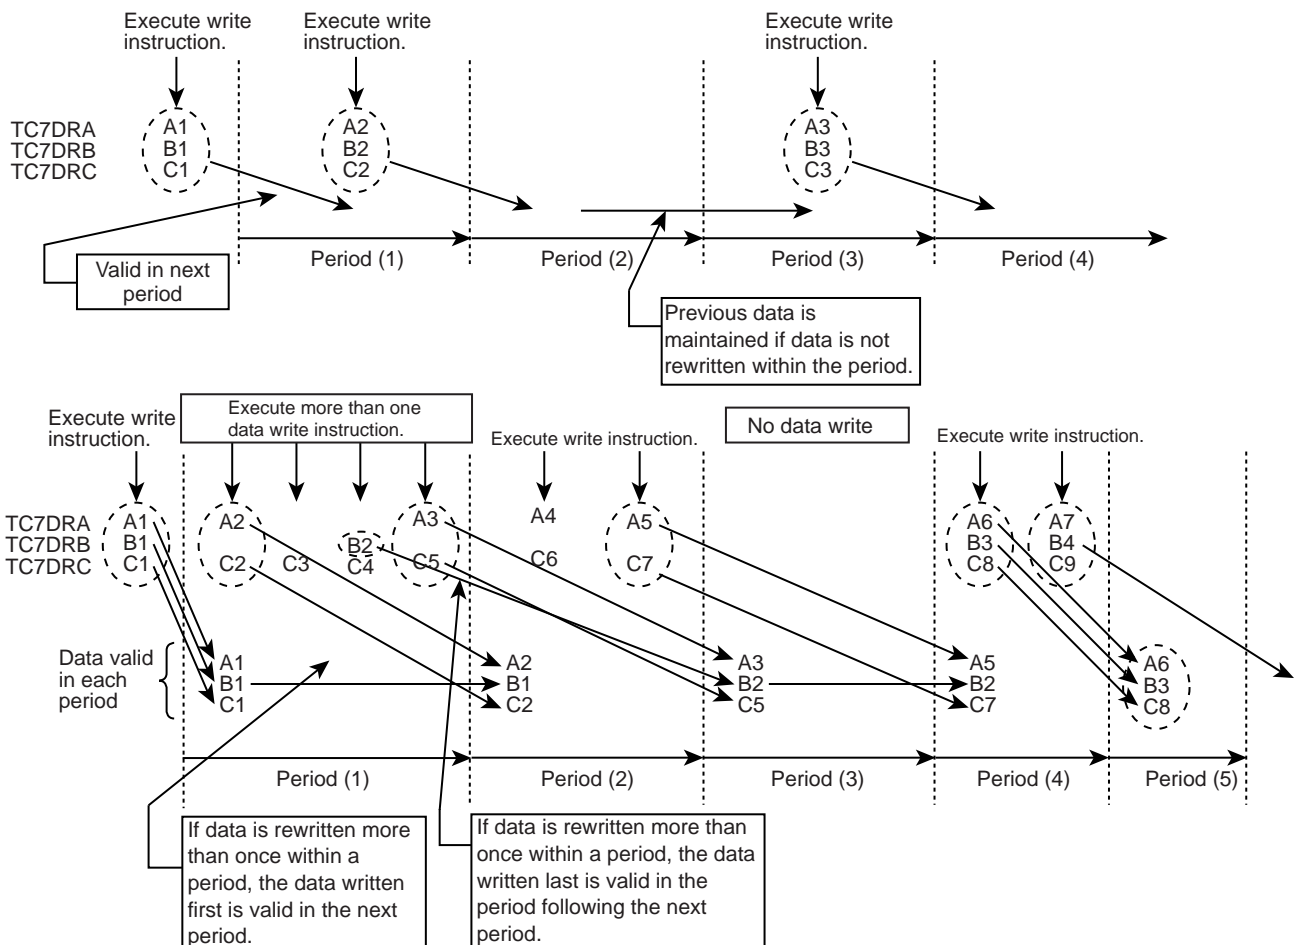 Execute write
instruction.
Execute write
instruction.
Execute write
instruction.
TC7DRA
TC7DRB
TC7DRC
A1
B1
C1
A2
B2
C2
A3
B3
C3
Period (1)
Period (2)
Period (3)
Period (4)
Valid in next
period
Previous data is
maintained if data is not
rewritten within the period.
Execute write
instruction.
Execute more than one
data write instruction.
Execute write instruction.
No data write
Execute write instruction.
TC7DRA
TC7DRB
TC7DRC
A1
B1
C1
A2
C2
C3
B2
C4
A3
C5
A4
C6
A5
C7
A6
B3
C8
A7
B4
C9
Data valid
in each
period
A1
B1
C1
A2
B1
C2
A3
B2
C5
A5
B2
C7
A6
B3
C8
Period (1)
Period (2)
Period (3)
Period (4)
Period (5)
If data is rewritten more
than once within a
period, the data written
first is valid in the next
period.
If data is rewritten more than
once within a period, the data
written last is valid in the
period following the next
period.